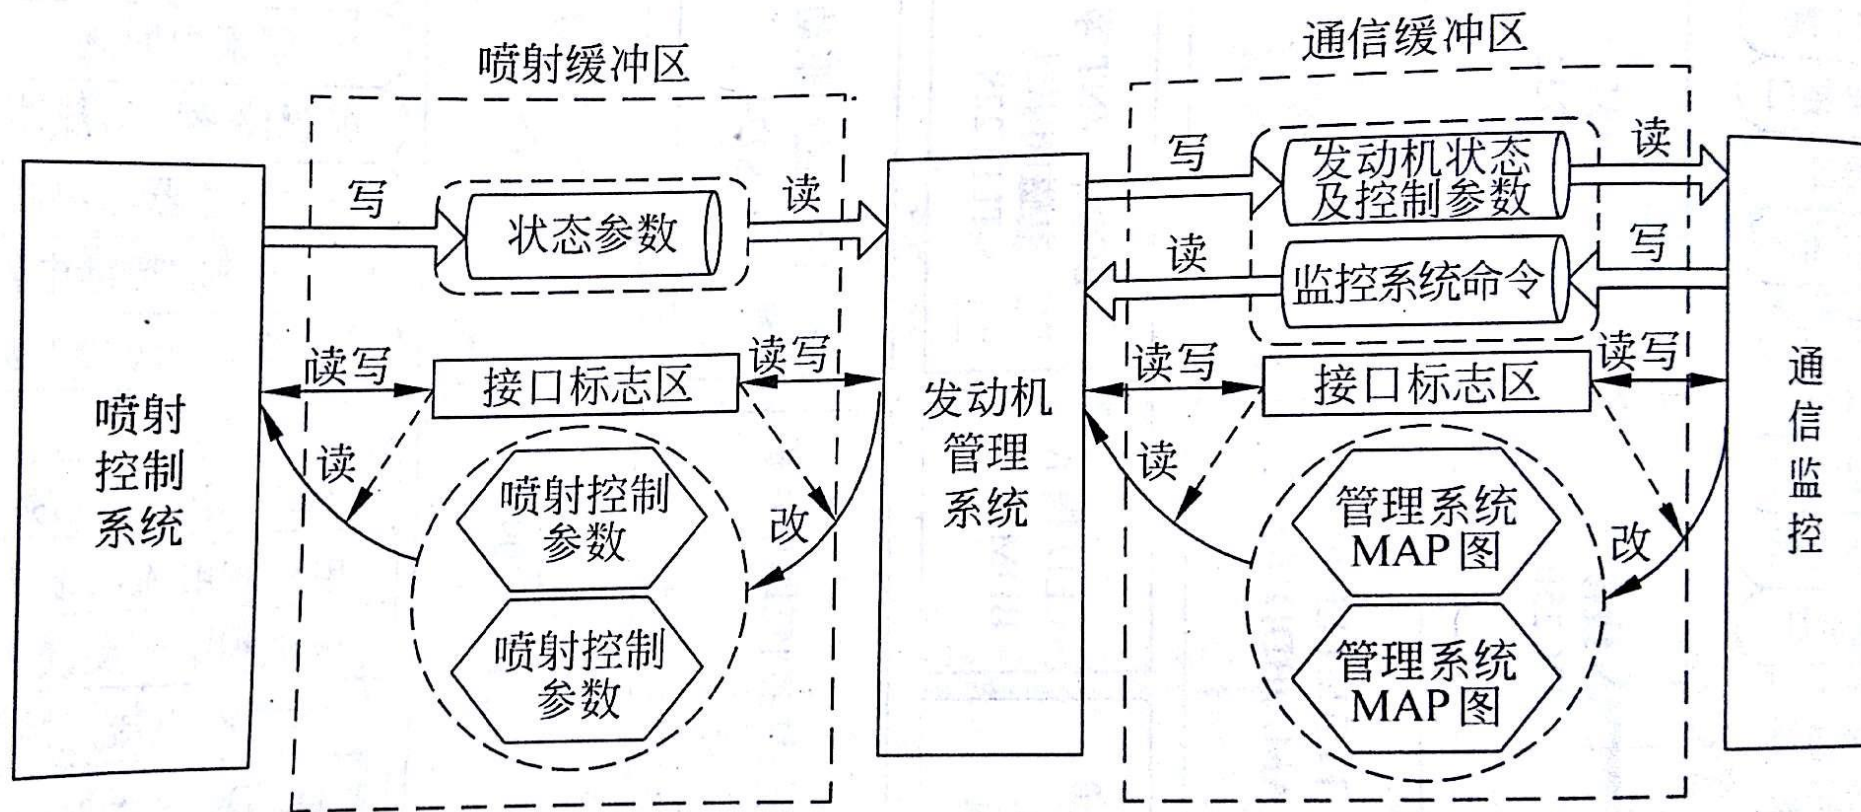 喷射缓冲区
通信缓冲区
喷射
控制
系统
写
状态参数
读
读写
接口标志区
读写
读
喷射控制
参数
改
喷射控制
参数
发动机
管理
系统
写
发动机状态
及控制参数
读
读
监控系统命令
写
读写
接口标志区
读写
读
管理系统
MAP图
改
管理系统
MAP图
通
信
监
控